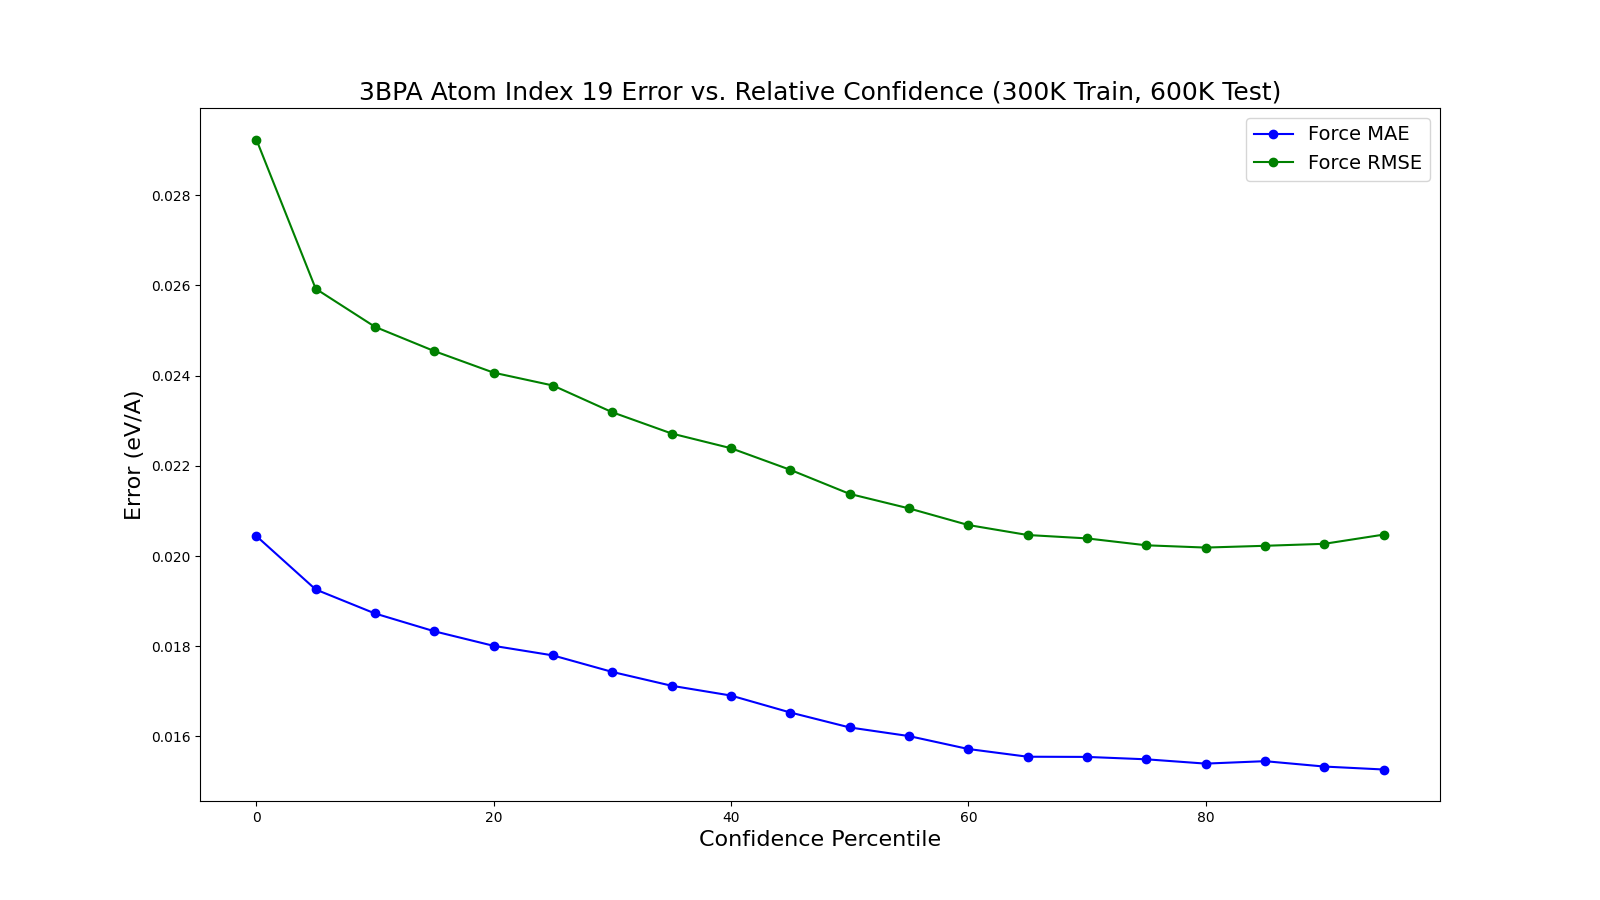 3BPA Atom Index 19 Error vs. Relative Confidence (300K Train, 600K Test)
Force MAE
Force RMSE
0.028
0.026
0.024
0.022
0.020
0.018
0.016
Error (eV/A)
0 20 40 60 80
Confidence Percentile